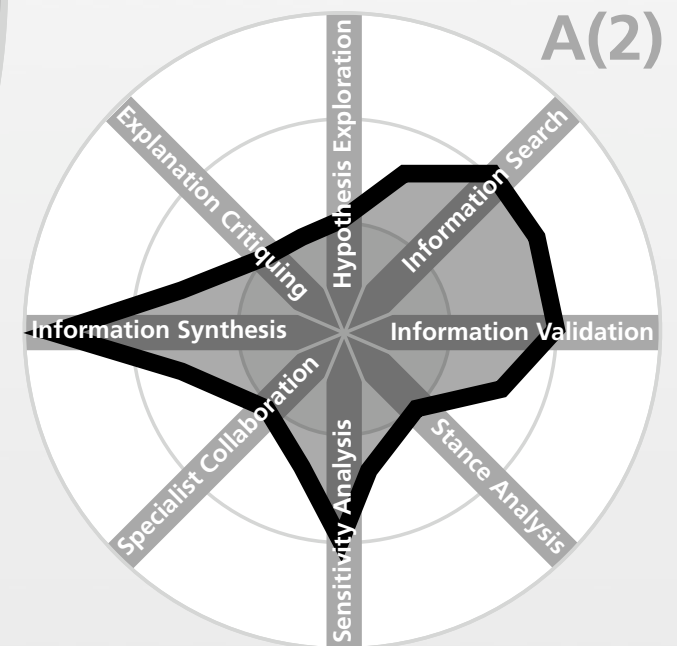 A(2)
Hypothesis Exploration
Explanation Critiquing
Information Search
Information Synthesis
Information Validation
Specialist Collaboration
Stance Analysis
Sensitivity Analysis